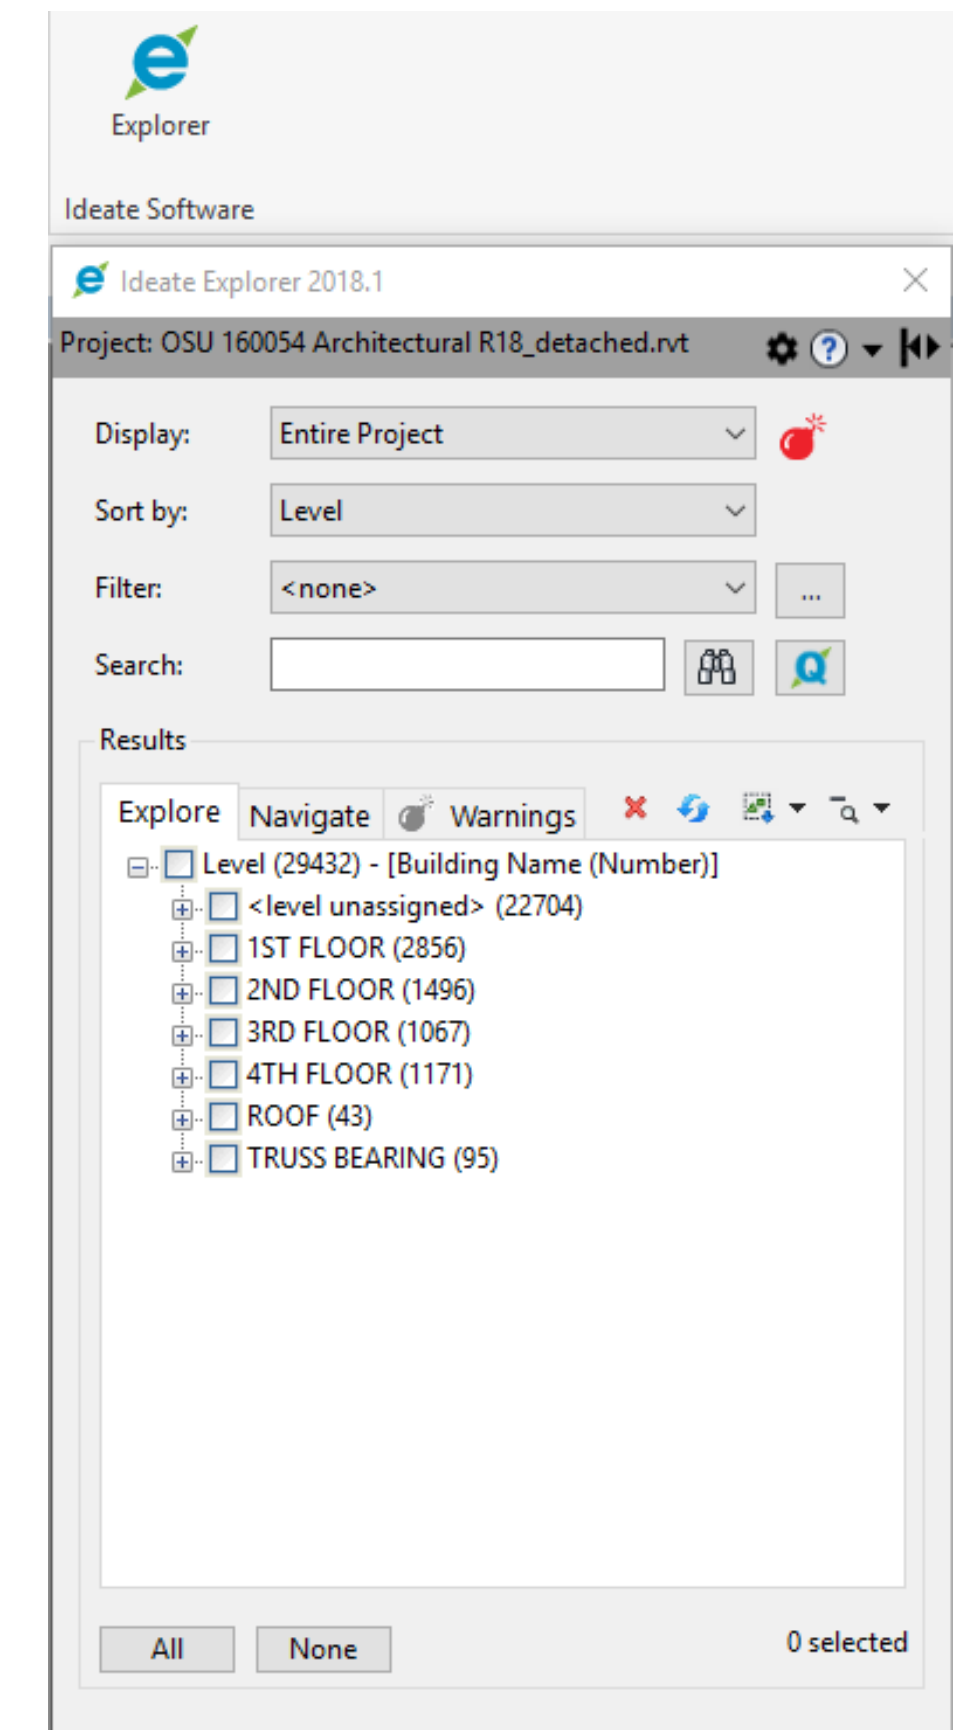 Explorer
Ideate Software
Ideate Explorer 2018.1
Project: OSU 160054 Architectural R18_detached.rvt
Display: Entire Project
Sort by: Level
Filter: <none> ...
Search:
Results
Explore Navigate Warnings
Level (29432) - [Building Name (Number)]
<level unassigned> (22704)
1ST FLOOR (2856)
2ND FLOOR (1496)
3RD FLOOR (1067)
4TH FLOOR (1171)
ROOF (43)
TRUSS BEARING (95)
All None 0 selected